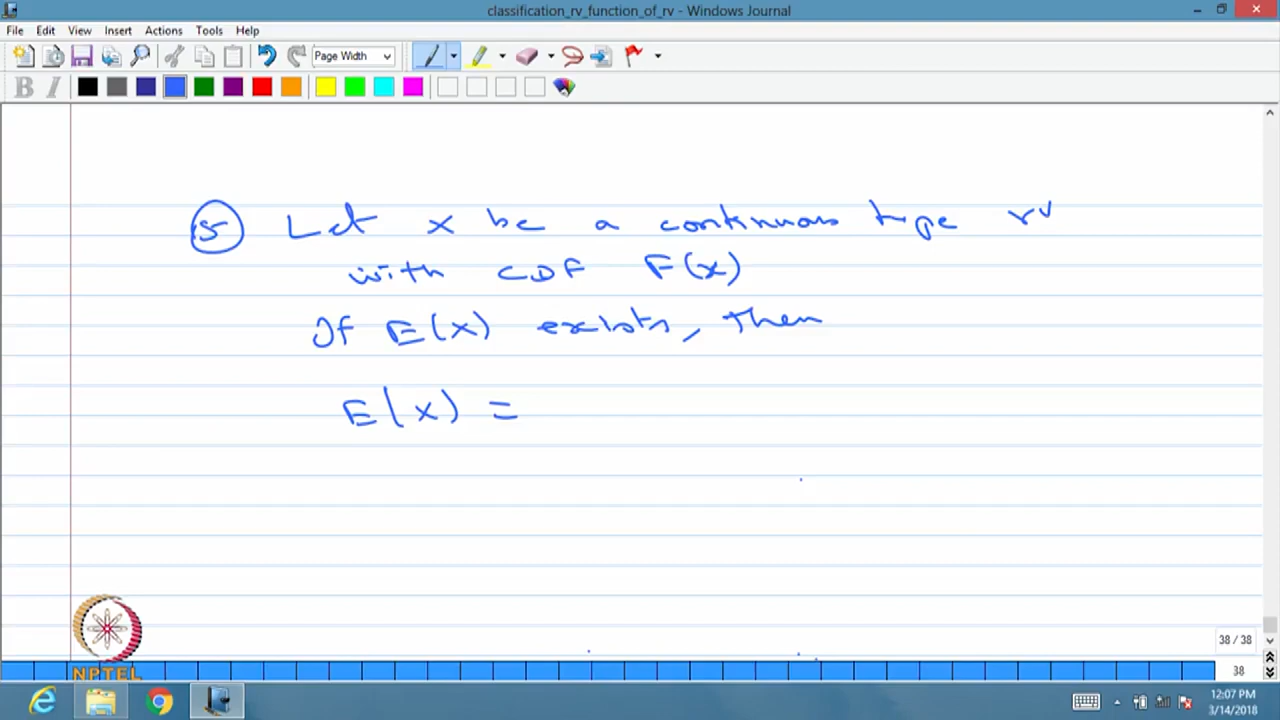 classification_rv_function_of_rv - Windows Journal
File Edit View Insert Actions Tools Help
Page Width
B I
5 Let x be a continuous type rv
with CDF F(x)
If E(x) exists, then
E(x) =
38 / 38
NPTEL
38
12:07 PM
3/14/2018